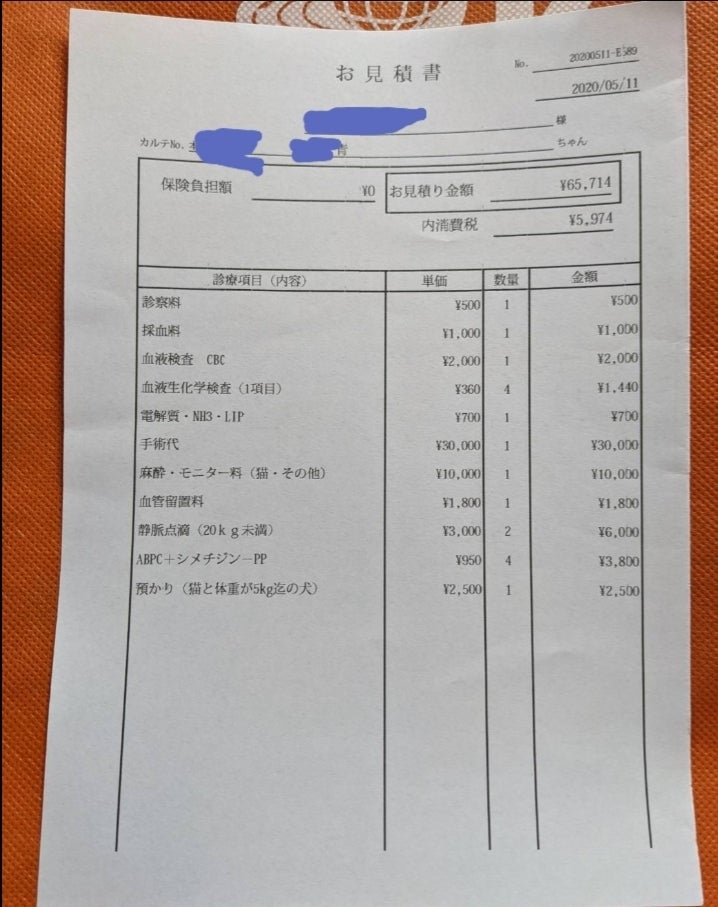 お見積書
No. 20200511-E589
2020/05/11
様
カルテNo. 青 ちゃん
保険負担額 ¥0 お見積り金額 ¥65,714
内消費税 ¥5,974
診療項目(内容) 単価 数量 金額
診察料 ¥500 1 ¥500
採血料 ¥1,000 1 ¥1,000
血液検査 CBC ¥2,000 1 ¥2,000
血液生化学検査(1項目) ¥360 4 ¥1,440
電解質・NH3・LIP ¥700 1 ¥700
手術代 ¥30,000 1 ¥30,000
麻酔・モニター料(猫・その他) ¥10,000 1 ¥10,000
血管留置料 ¥1,800 1 ¥1,800
静脈点滴(20kg未満) ¥3,000 2 ¥6,000
ABPC+シメチジン-PP ¥950 4 ¥3,800
預かり(猫と体重が5kg迄の犬) ¥2,500 1 ¥2,500